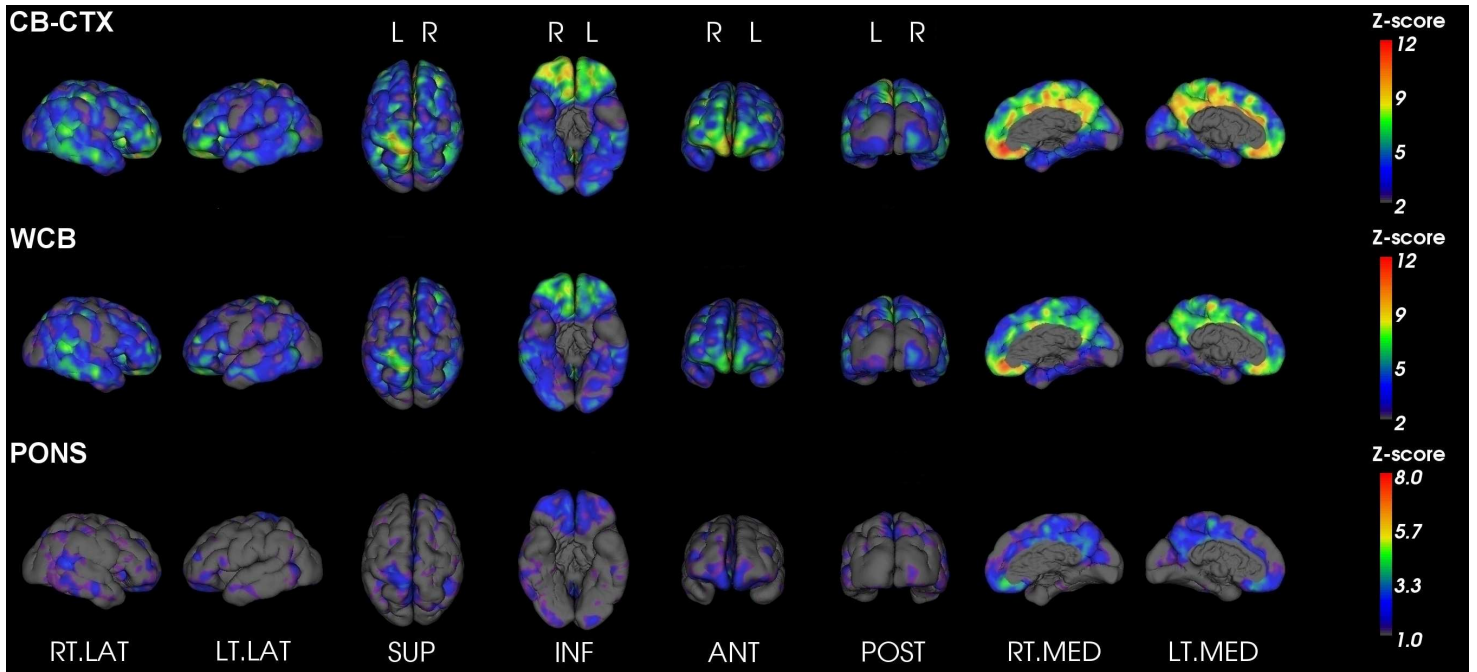 CB-CTX
L R
R L
R L
L R
Z-score
12
9
5
2
WCB
Z-score
12
9
5
2
PONS
Z-score
8.0
5.7
3.3
1.0
RT.LAT
LT.LAT
SUP
INF
ANT
POST
RT.MED
LT.MED